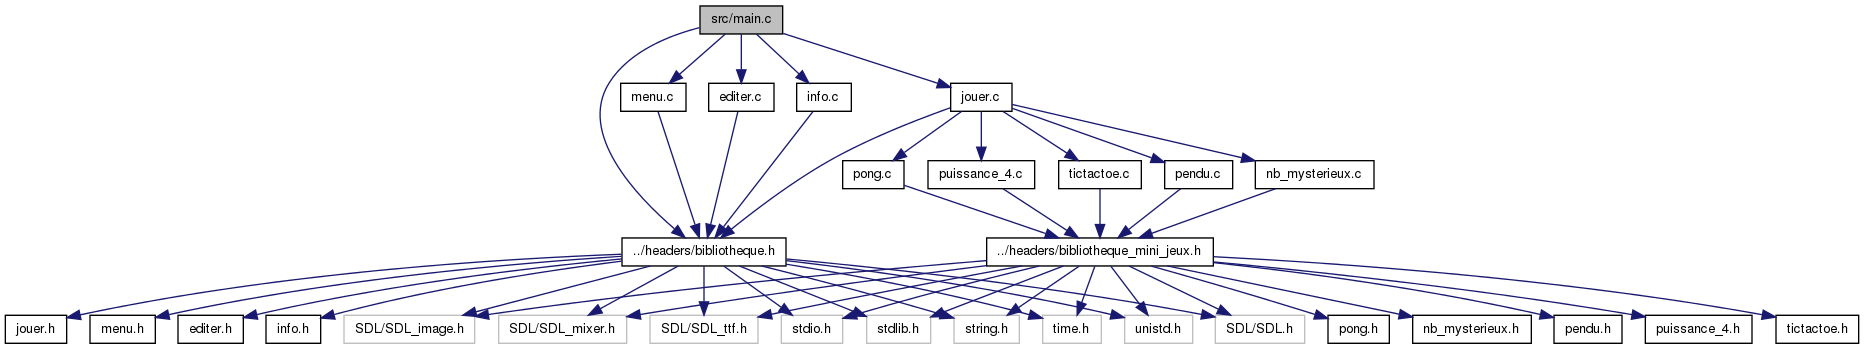 src/main.c
menu.c
editer.c
info.c
jouer.c
pong.c
puissance_4.c
tictactoe.c
pendu.c
nb_mysterieux.c
../headers/bibliotheque.h
../headers/bibliotheque_mini_jeux.h
jouer.h
menu.h
editer.h
info.h
SDL/SDL_image.h
SDL/SDL_mixer.h
SDL/SDL_ttf.h
stdio.h
stdlib.h
string.h
time.h
unistd.h
SDL/SDL.h
pong.h
nb_mysterieux.h
pendu.h
puissance_4.h
tictactoe.h